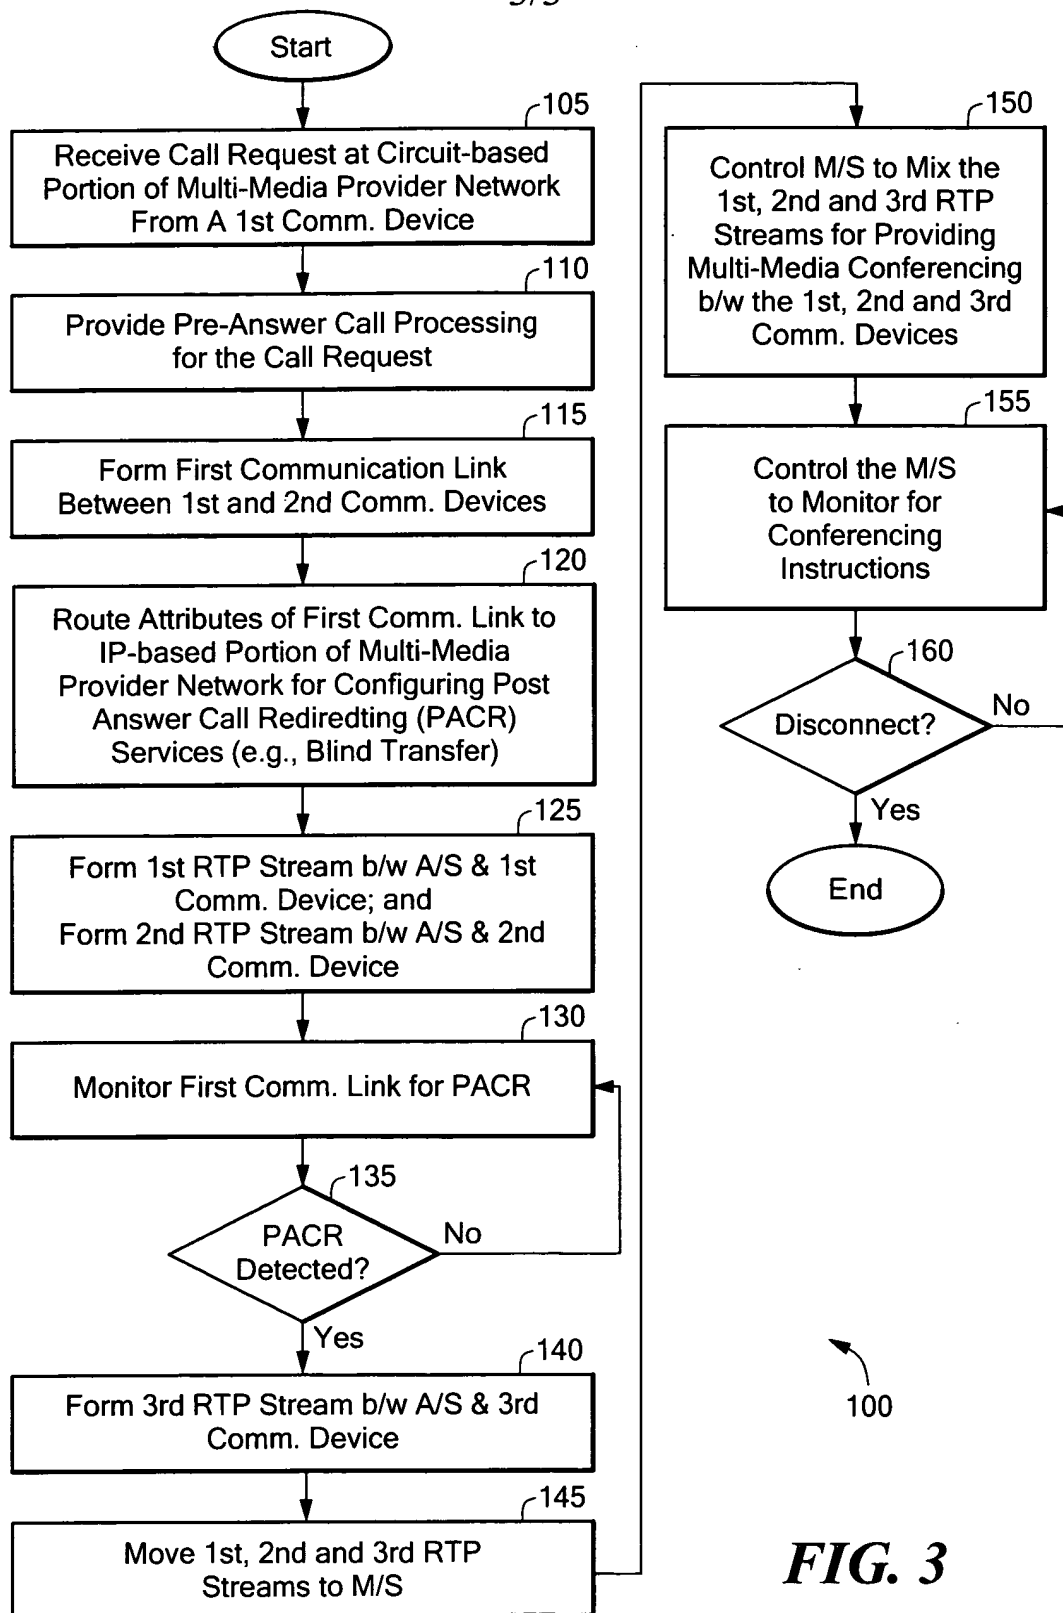 Start
105
Receive Call Request at Circuit-based
Portion of Multi-Media Provider Network
From A 1st Comm. Device
110
Provide Pre-Answer Call Processing
for the Call Request
115
Form First Communication Link
Between 1st and 2nd Comm. Devices
120
Route Attributes of First Comm. Link to
IP-based Portion of Multi-Media
Provider Network for Configuring Post
Answer Call Rediredting (PACR)
Services (e.g., Blind Transfer)
125
Form 1st RTP Stream b/w A/S & 1st
Comm. Device; and
Form 2nd RTP Stream b/w A/S & 2nd
Comm. Device
130
Monitor First Comm. Link for PACR
135
PACR
Detected?
No
Yes
140
Form 3rd RTP Stream b/w A/S & 3rd
Comm. Device
145
Move 1st, 2nd and 3rd RTP
Streams to M/S
150
Control M/S to Mix the
1st, 2nd and 3rd RTP
Streams for Providing
Multi-Media Conferencing
b/w the 1st, 2nd and 3rd
Comm. Devices
155
Control the M/S
to Monitor for
Conferencing
Instructions
160
Disconnect?
No
Yes
End
100
FIG. 3